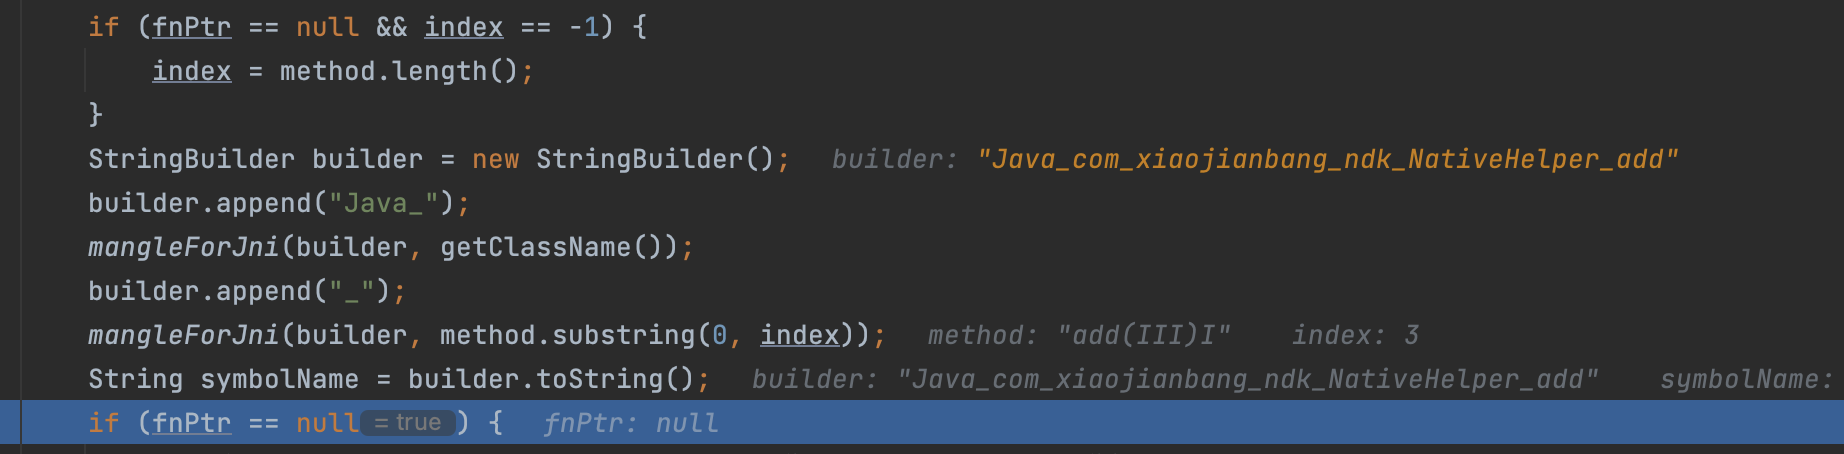 if (fnPtr == null && index == -1) {
index = method.length();
}
StringBuilder builder = new StringBuilder(); builder: "Java_com_xiaojianbang_ndk_NativeHelper_add"
builder.append("Java_");
mangleForJni(builder, getClassName());
builder.append("_");
mangleForJni(builder, method.substring(0, index)); method: "add(III)I" index: 3
String symbolName = builder.toString(); builder: "Java_com_xiaojianbang_ndk_NativeHelper_add" symbolName:
if (fnPtr == null = true ) { fnPtr: null